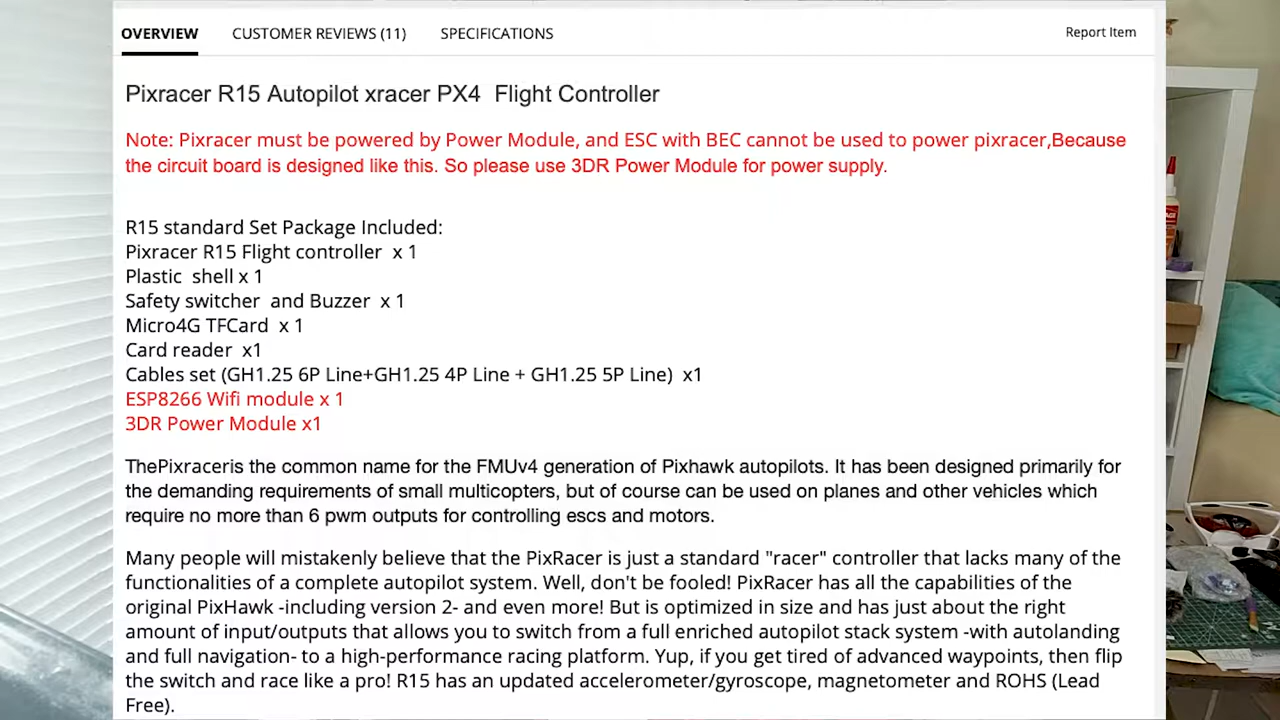 OVERVIEW CUSTOMER REVIEWS (11) SPECIFICATIONS Report Item
Pixracer R15 Autopilot xracer PX4 Flight Controller
Note: Pixracer must be powered by Power Module, and ESC with BEC cannot be used to power pixracer,Because
the circuit board is designed like this. So please use 3DR Power Module for power supply.
R15 standard Set Package Included:
Pixracer R15 Flight controller x 1
Plastic shell x 1
Safety switcher and Buzzer x 1
Micro4G TFCard x 1
Card reader x1
Cables set (GH1.25 6P Line+GH1.25 4P Line + GH1.25 5P Line) x1
ESP8266 Wifi module x 1
3DR Power Module x1
ThePixraceris the common name for the FMUv4 generation of Pixhawk autopilots. It has been designed primarily for
the demanding requirements of small multicopters, but of course can be used on planes and other vehicles which
require no more than 6 pwm outputs for controlling escs and motors.
Many people will mistakenly believe that the PixRacer is just a standard "racer" controller that lacks many of the
functionalities of a complete autopilot system. Well, don't be fooled! PixRacer has all the capabilities of the
original PixHawk -including version 2- and even more! But is optimized in size and has just about the right
amount of input/outputs that allows you to switch from a full enriched autopilot stack system -with autolanding
and full navigation- to a high-performance racing platform. Yup, if you get tired of advanced waypoints, then flip
the switch and race like a pro! R15 has an updated accelerometer/gyroscope, magnetometer and ROHS (Lead
Free).